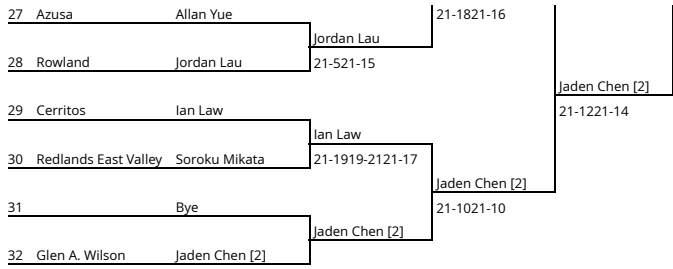 27 Azusa Allan Yue
21-1821-16
Jordan Lau
28 Rowland Jordan Lau
21-521-15
Jaden Chen [2]
29 Cerritos Ian Law
21-1221-14
Ian Law
30 Redlands East Valley Soroku Mikata
21-1919-2121-17
Jaden Chen [2]
31 Bye
21-1021-10
Jaden Chen [2]
32 Glen A. Wilson Jaden Chen [2]